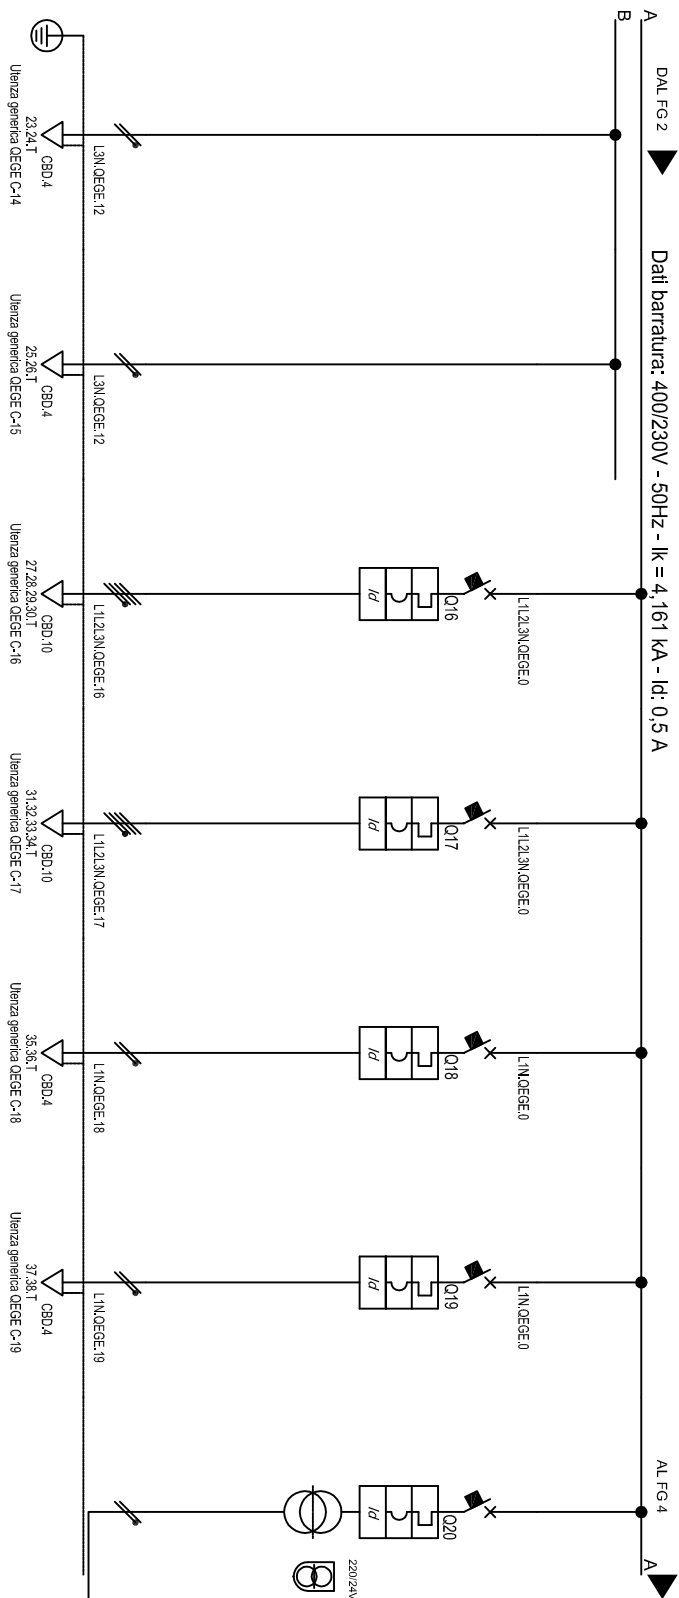 A
B
DAL FG 2
Dati barratura: 400/230V - 50Hz - Ik = 4,161 kA - Id: 0,5 A
AL FG 4
A
L3N.QEGE.12
CBD.4
23.24.T
Utenza generica QEGE C-14
L3N.QEGE.12
CBD.4
25.26.T
Utenza generica QEGE C-15
L1L2L3N.QEGE.0
Q16
Id
L1L2L3N.QEGE.16
CBD.10
27.28.29.30.T
Utenza generica QEGE C-16
L1L2L3N.QEGE.0
Q17
Id
L1L2L3N.QEGE.17
CBD.10
31.32.33.34.T
Utenza generica QEGE C-17
L1N.QEGE.0
Q18
Id
L1N.QEGE.18
CBD.4
35.36.T
Utenza generica QEGE C-18
L1N.QEGE.0
Q19
Id
L1N.QEGE.19
CBD.4
37.38.T
Utenza generica QEGE C-19
Q20
Id
220/24V